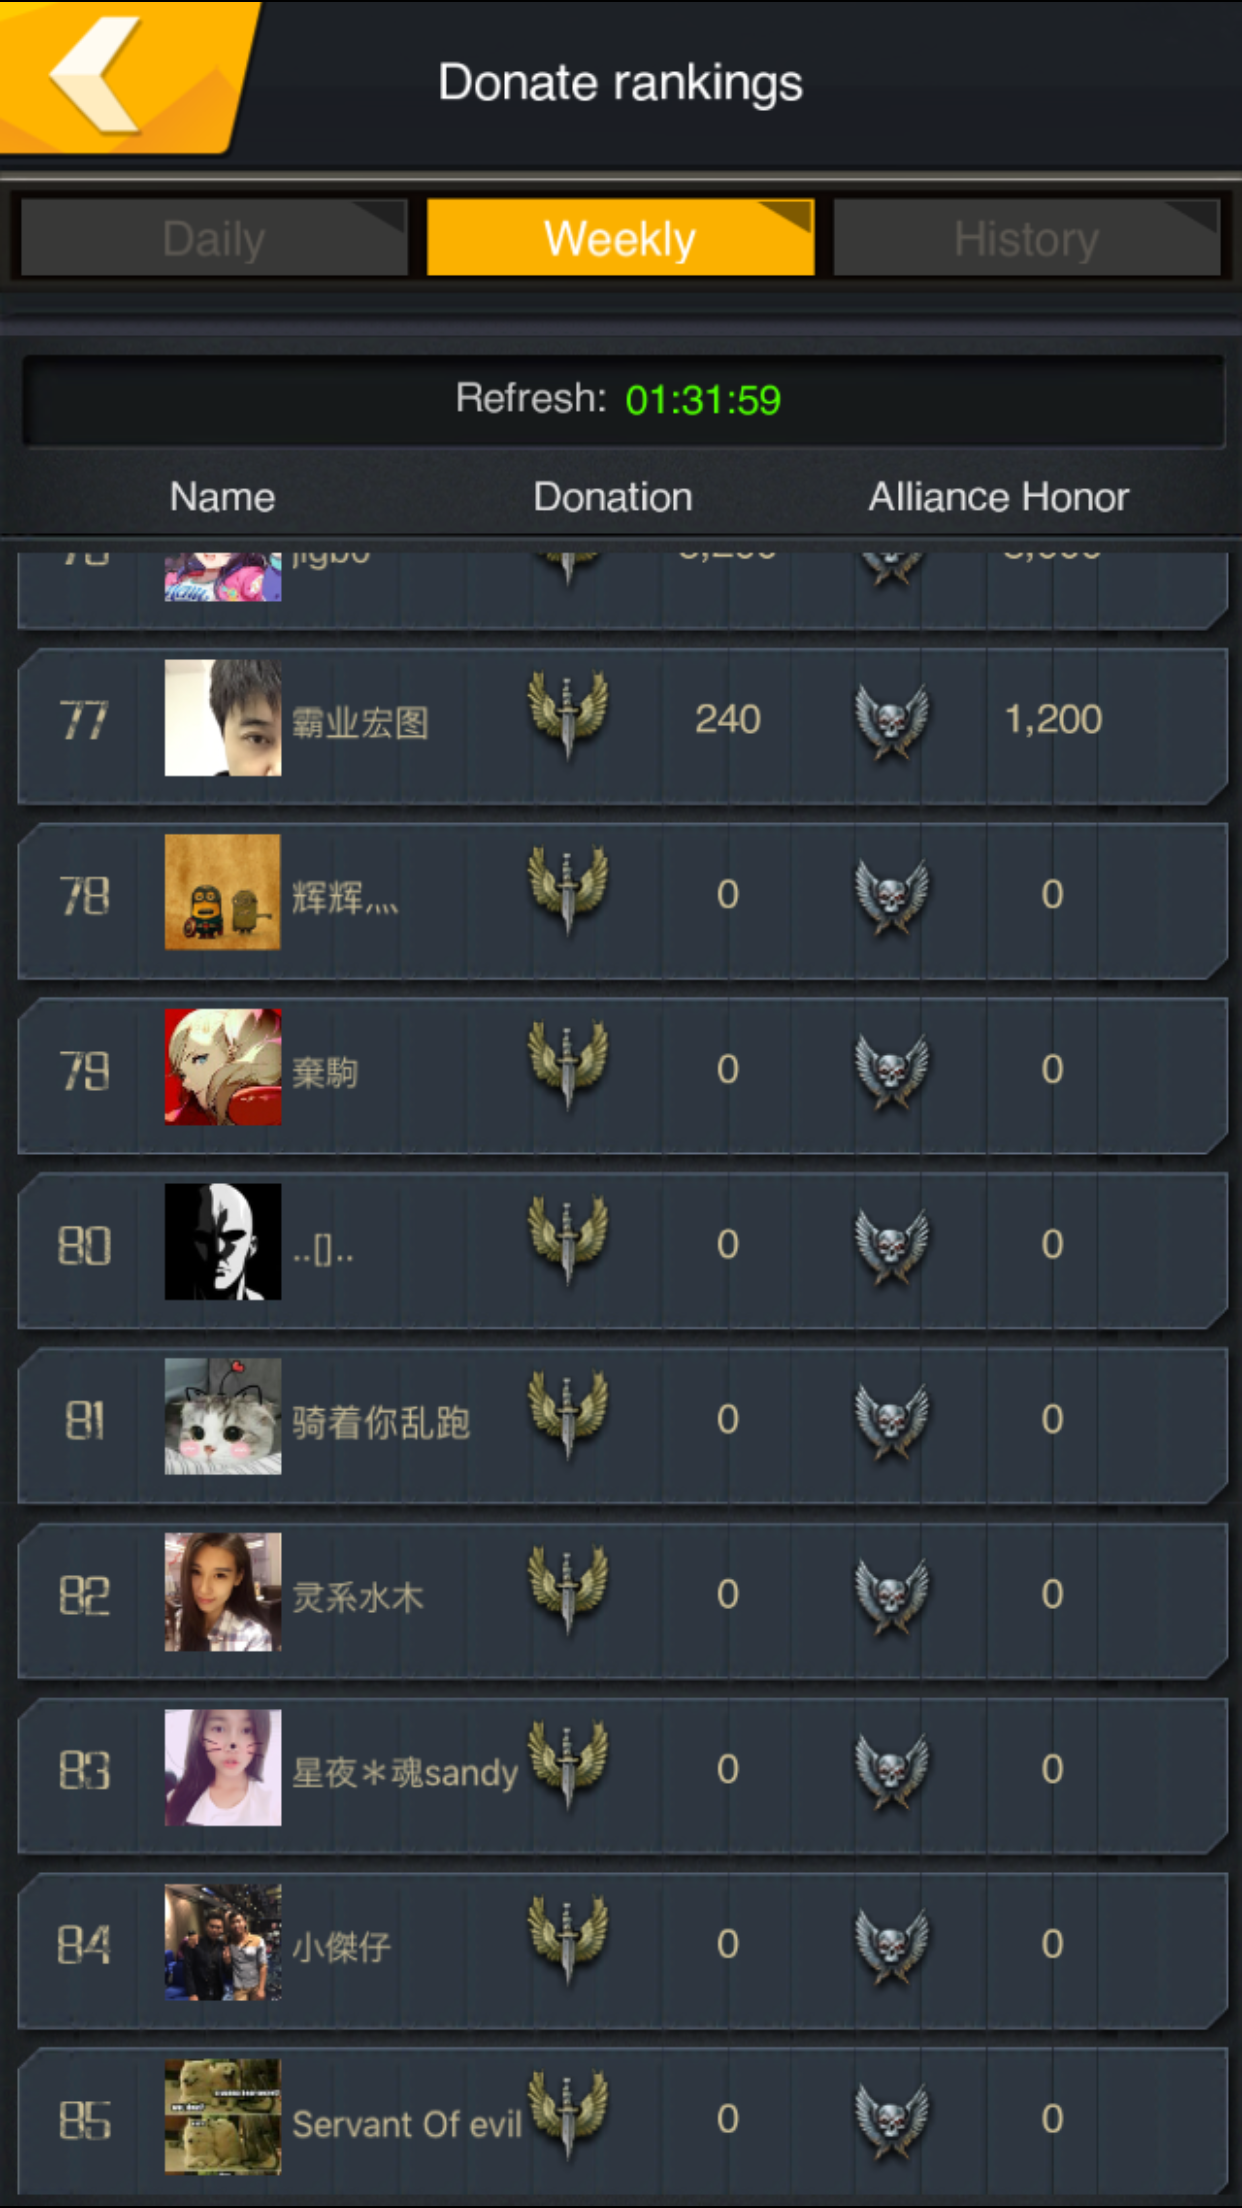 Donate rankings
Daily Weekly History
Refresh: 01:31:59
Name Donation Alliance Honor
jigbo
77 霸业宏图 240 1,200
78 辉辉灬 0 0
79 棄駒 0 0
80 ..[].. 0 0
81 骑着你乱跑 0 0
82 灵系水木 0 0
83 星夜＊魂sandy 0 0
84 小傑仔 0 0
85 Servant Of evil 0 0